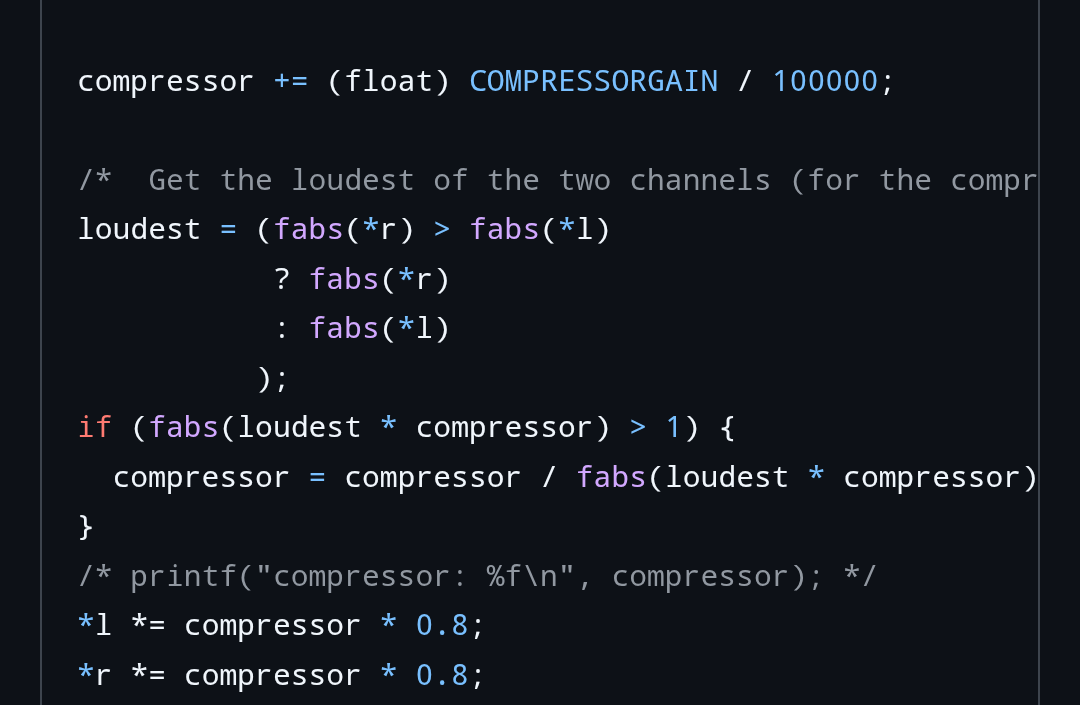 compressor += (float) COMPRESSORGAIN / 100000;
/*  Get the loudest of the two channels (for the compr
loudest = (fabs(*r) > fabs(*l)
? fabs(*r)
: fabs(*l)
);
if (fabs(loudest * compressor) > 1) {
compressor = compressor / fabs(loudest * compressor)
}
/* printf("compressor: %f\n", compressor); */
*l *= compressor * 0.8;
*r *= compressor * 0.8;